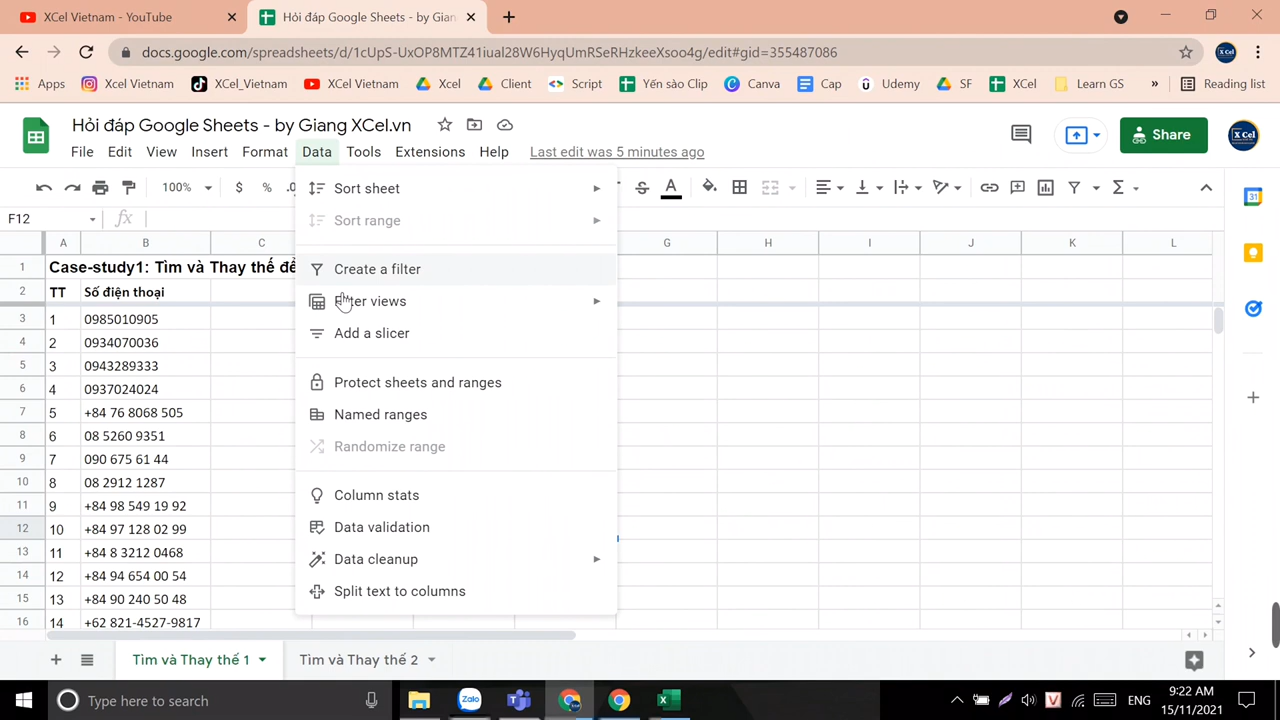 XCel Vietnam - YouTube
Hỏi đáp Google Sheets - by Giang
docs.google.com/spreadsheets/d/1cUpS-UxOP8MTZ41iual28W6HyqUmRSeRHzkeeXsoo4g/edit#gid=355487086
Apps Xcel Vietnam XCel_Vietnam Xcel Vietnam Xcel Client Script Yến sào Clip Canva Cap Udemy SF XCel Learn GS » Reading list
Hỏi đáp Google Sheets - by Giang XCel.vn
Share
File Edit View Insert Format Data Tools Extensions Help Last edit was 5 minutes ago
100% $ % .0 S A Σ
F12 fx
Sort sheet
Sort range
Create a filter
Filter views
Add a slicer
Protect sheets and ranges
Named ranges
Randomize range
Column stats
Data validation
Data cleanup
Split text to columns
A B C G H I J K L
1 Case-study1: Tìm và Thay thế để
2 TT Số điện thoại
3 1 0985010905
4 2 0934070036
5 3 0943289333
6 4 0937024024
7 5 +84 76 8068 505
8 6 08 5260 9351
9 7 090 675 61 44
10 8 08 2912 1287
11 9 +84 98 549 19 92
12 10 +84 97 128 02 99
13 11 +84 8 3212 0468
14 12 +84 94 654 00 54
15 13 +84 90 240 50 48
16 14 +62 821-4527-9817
Tìm và Thay thế 1 Tìm và Thay thế 2
Type here to search
Zalo
V ENG
9:22 AM
15/11/2021